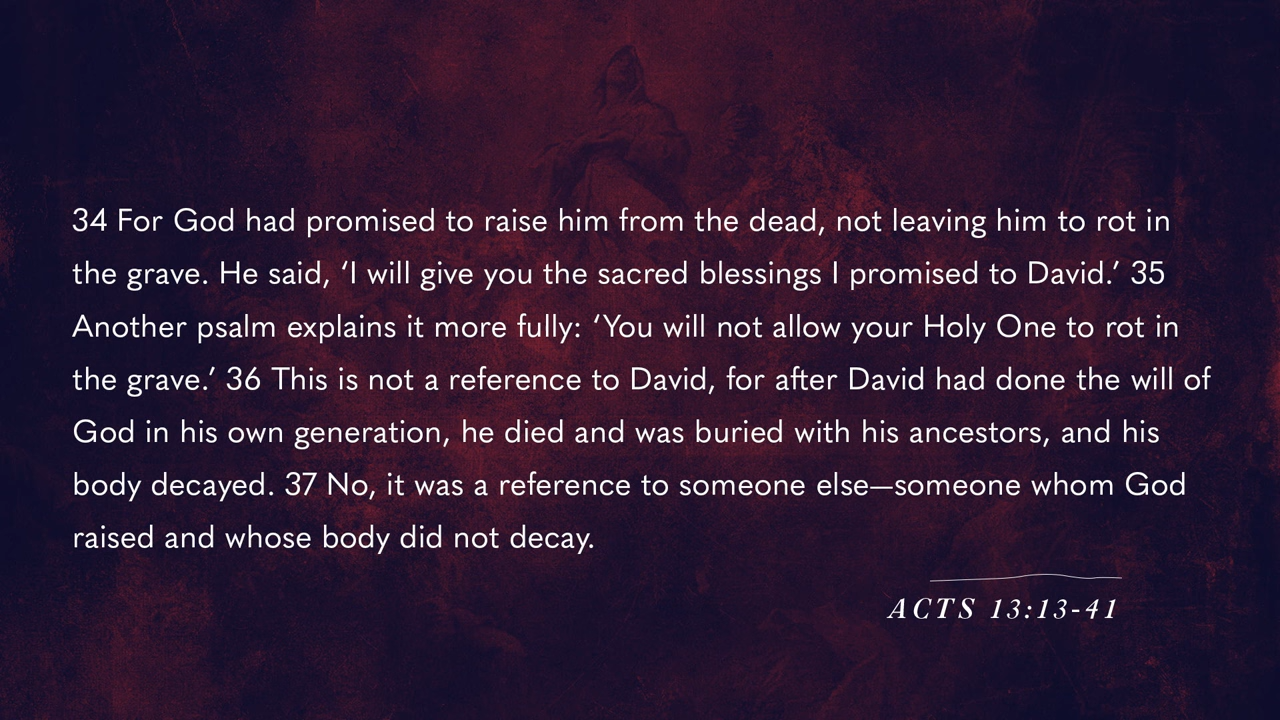 34 For God had promised to raise him from the dead, not leaving him to rot in
the grave. He said, ‘I will give you the sacred blessings I promised to David.’ 35
Another psalm explains it more fully: ‘You will not allow your Holy One to rot in
the grave.’ 36 This is not a reference to David, for after David had done the will of
God in his own generation, he died and was buried with his ancestors, and his
body decayed. 37 No, it was a reference to someone else—someone whom God
raised and whose body did not decay.
ACTS 13:13-41